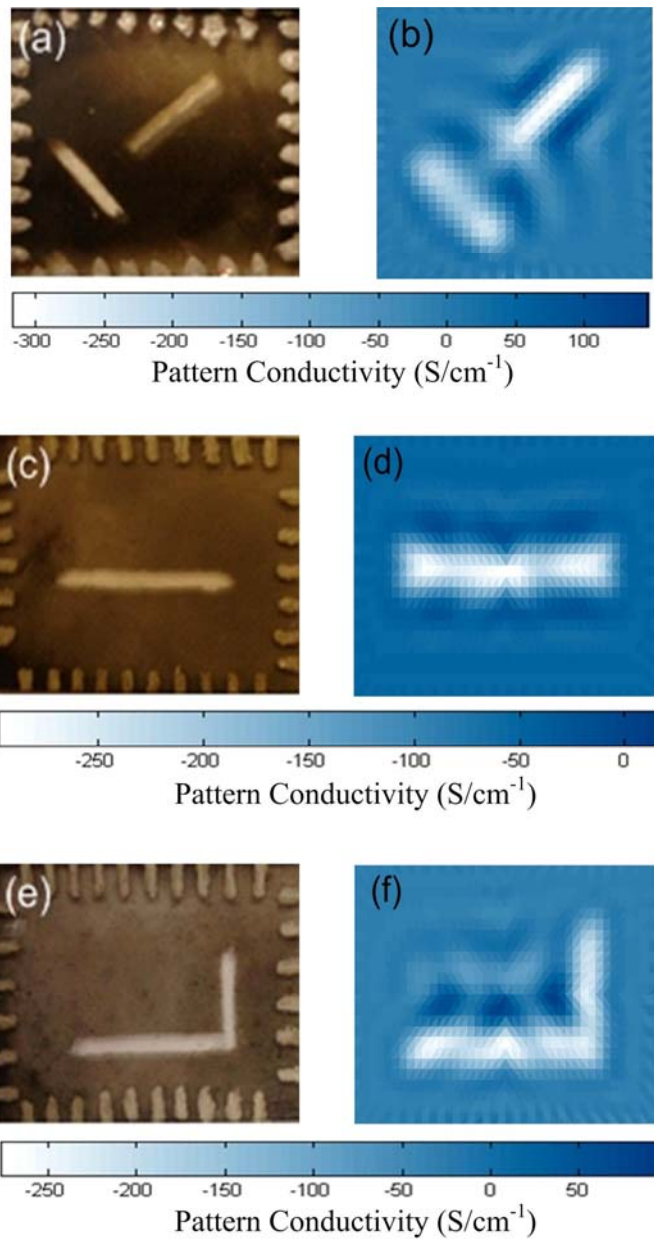 (a) (b)
-300 -250 -200 -150 -100 -50 0 50 100
Pattern Conductivity (S/cm⁻¹)
(c) (d)
-250 -200 -150 -100 -50 0
Pattern Conductivity (S/cm⁻¹)
(e) (f)
-250 -200 -150 -100 -50 0 50
Pattern Conductivity (S/cm⁻¹)